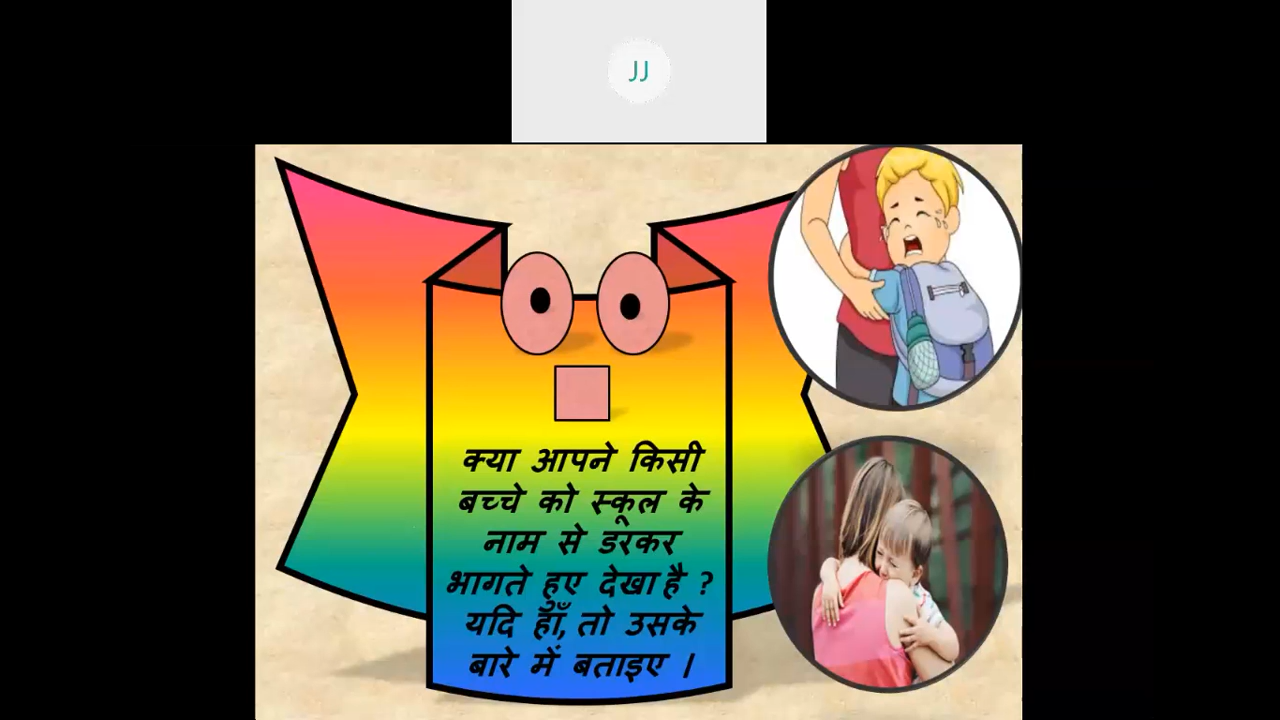 JJ
क्या आपने किसी
बच्चे को स्कूल के
नाम से डरकर
भागते हुए देखा है ?
यदि हाँ, तो उसके
बारे में बताइए ।